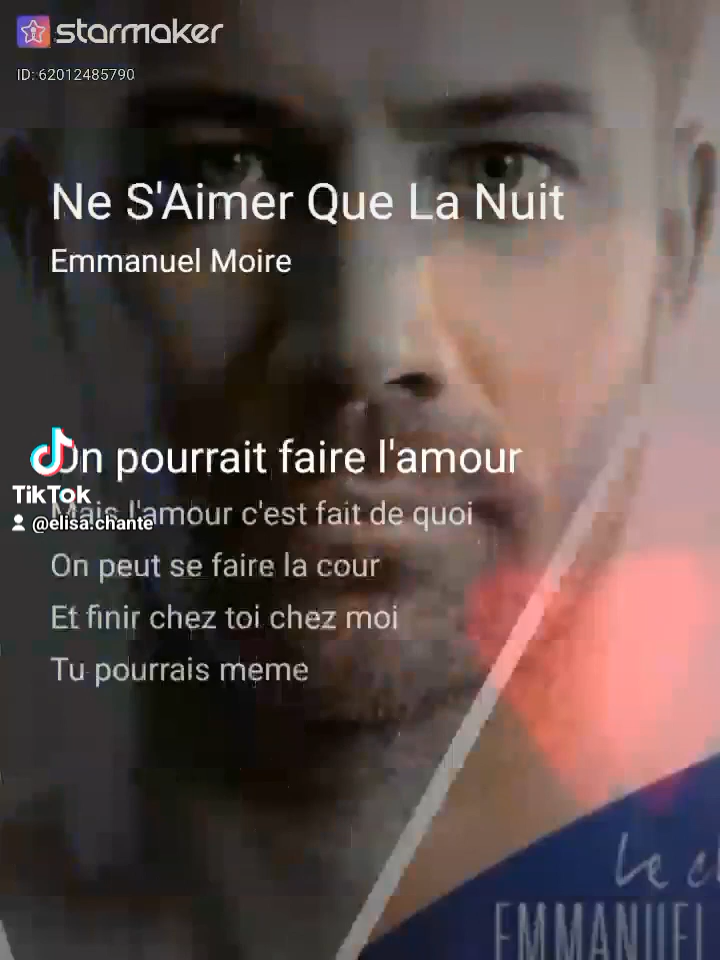 starmaker
ID: 62012485790
Ne S'Aimer Que La Nuit
Emmanuel Moire
On pourrait faire l'amour
TikTok
Mais l'amour c'est fait de quoi
@elisa.chante
On peut se faire la cour
Et finir chez toi chez moi
Tu pourrais meme
Le
EMMANUEL